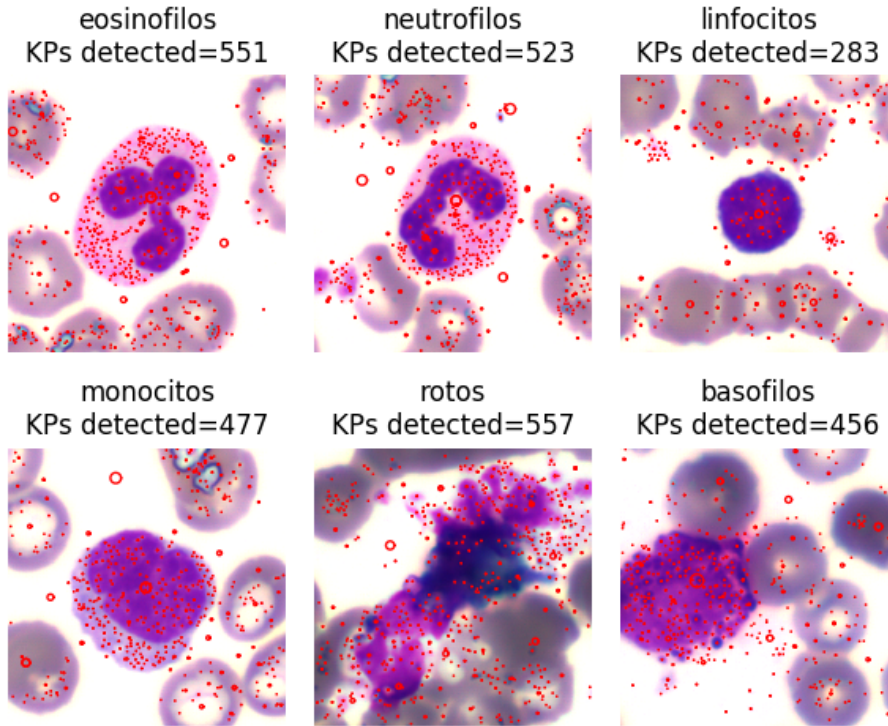 eosinofilos
KPs detected=551
neutrofilos
KPs detected=523
linfocitos
KPs detected=283
monocitos
KPs detected=477
rotos
KPs detected=557
basofilos
KPs detected=456